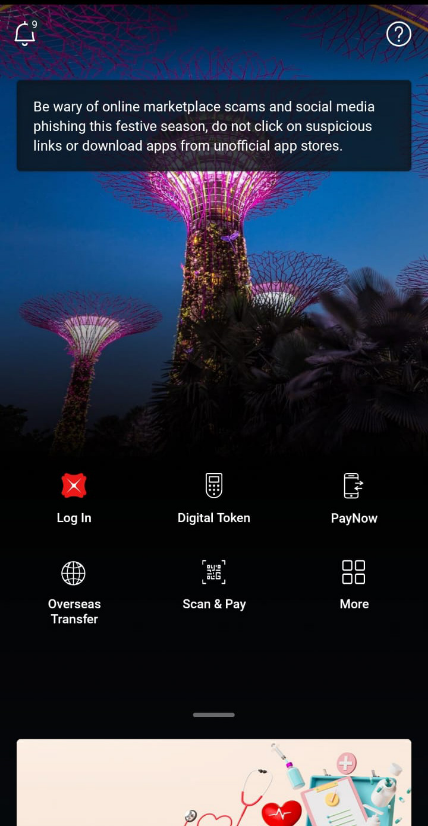 9
Be wary of online marketplace scams and social media
phishing this festive season, do not click on suspicious
links or download apps from unofficial app stores.
Log In
Digital Token
PayNow
Overseas
Transfer
Scan & Pay
More